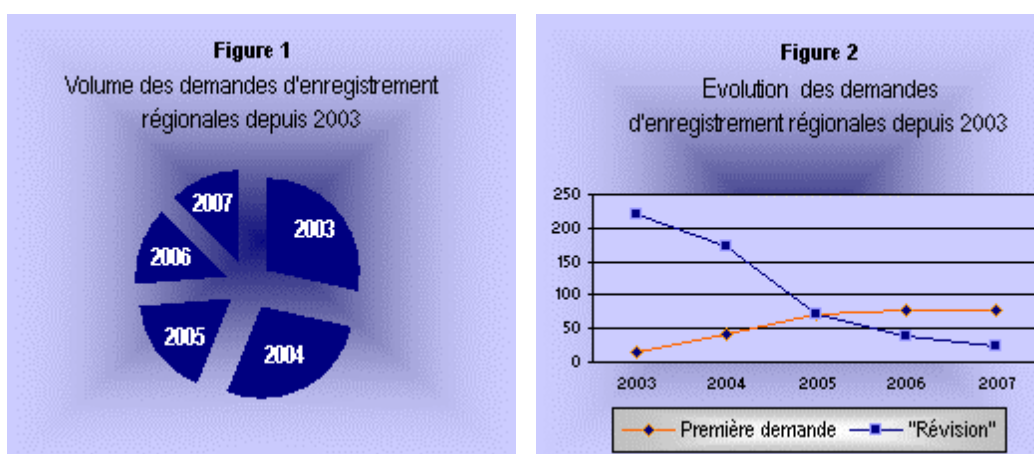 Figure 1
Volume des demandes d'enregistrement
régionales depuis 2003
2007
2003
2006
2005
2004
Figure 2
Evolution des demandes
d'enregistrement régionales depuis 2003
250
200
150
100
50
0
2003 2004 2005 2006 2007
Première demande "Révision"